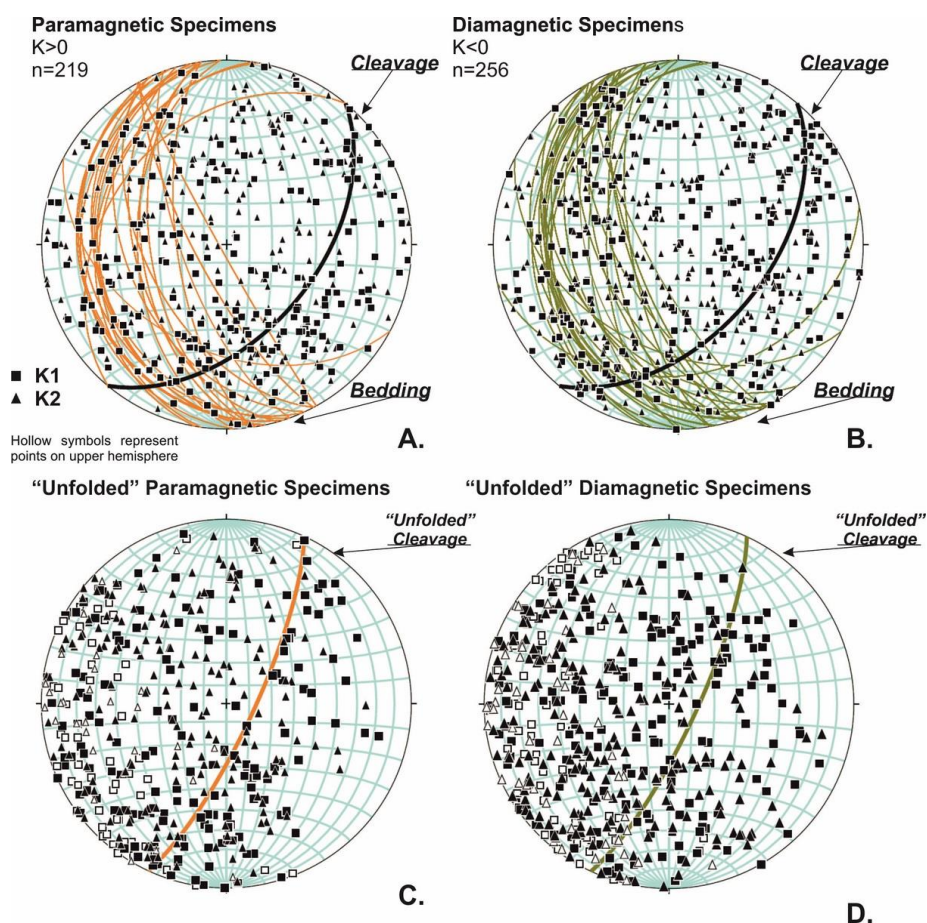 Paramagnetic Specimens
K>0
n=219
Cleavage
Bedding
A.
Diamagnetic Specimens
K<0
n=256
Cleavage
Bedding
B.
■ K1
▲ K2
Hollow symbols represent
points on upper hemisphere
“Unfolded” Paramagnetic Specimens
“Unfolded”
Cleavage
C.
“Unfolded” Diamagnetic Specimens
“Unfolded”
Cleavage
D.